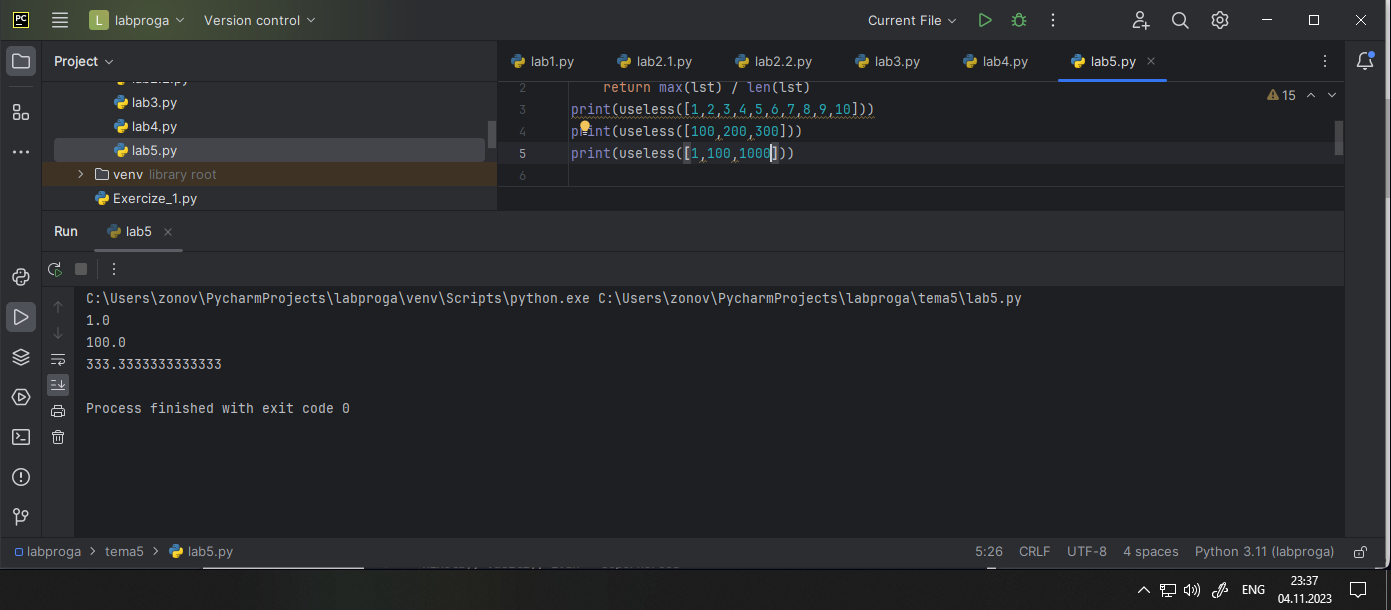 PC L labproga Version control Current File
Project
lab1.py lab2.1.py lab2.2.py lab3.py lab4.py lab5.py
lab2.2.py
lab3.py
lab4.py
lab5.py
venv library root
Exercize_1.py
2 return max(lst) / len(lst)
15
3 print(useless([1,2,3,4,5,6,7,8,9,10]))
4 print(useless([100,200,300]))
5 print(useless([1,100,1000]))
6
Run lab5
C:\Users\zonov\PycharmProjects\labproga\venv\Scripts\python.exe C:\Users\zonov\PycharmProjects\labproga\tema5\lab5.py
1.0
100.0
333.3333333333333
Process finished with exit code 0
labproga > tema5 > lab5.py 5:26 CRLF UTF-8 4 spaces Python 3.11 (labproga)
ENG 23:37
04.11.2023